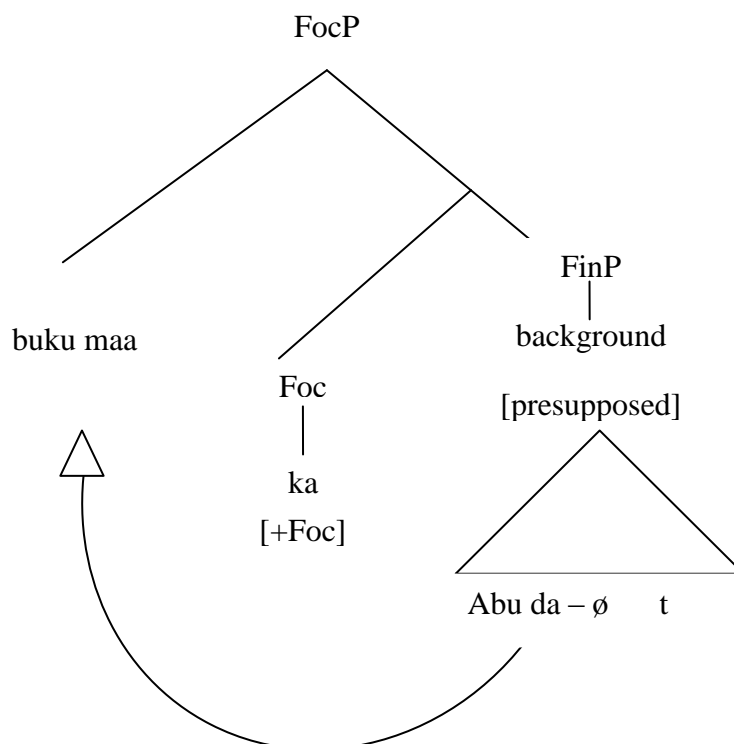 FocP
FinP
buku maa
background
Foc
[presupposed]
ka
[+Foc]
Abu da – ø t